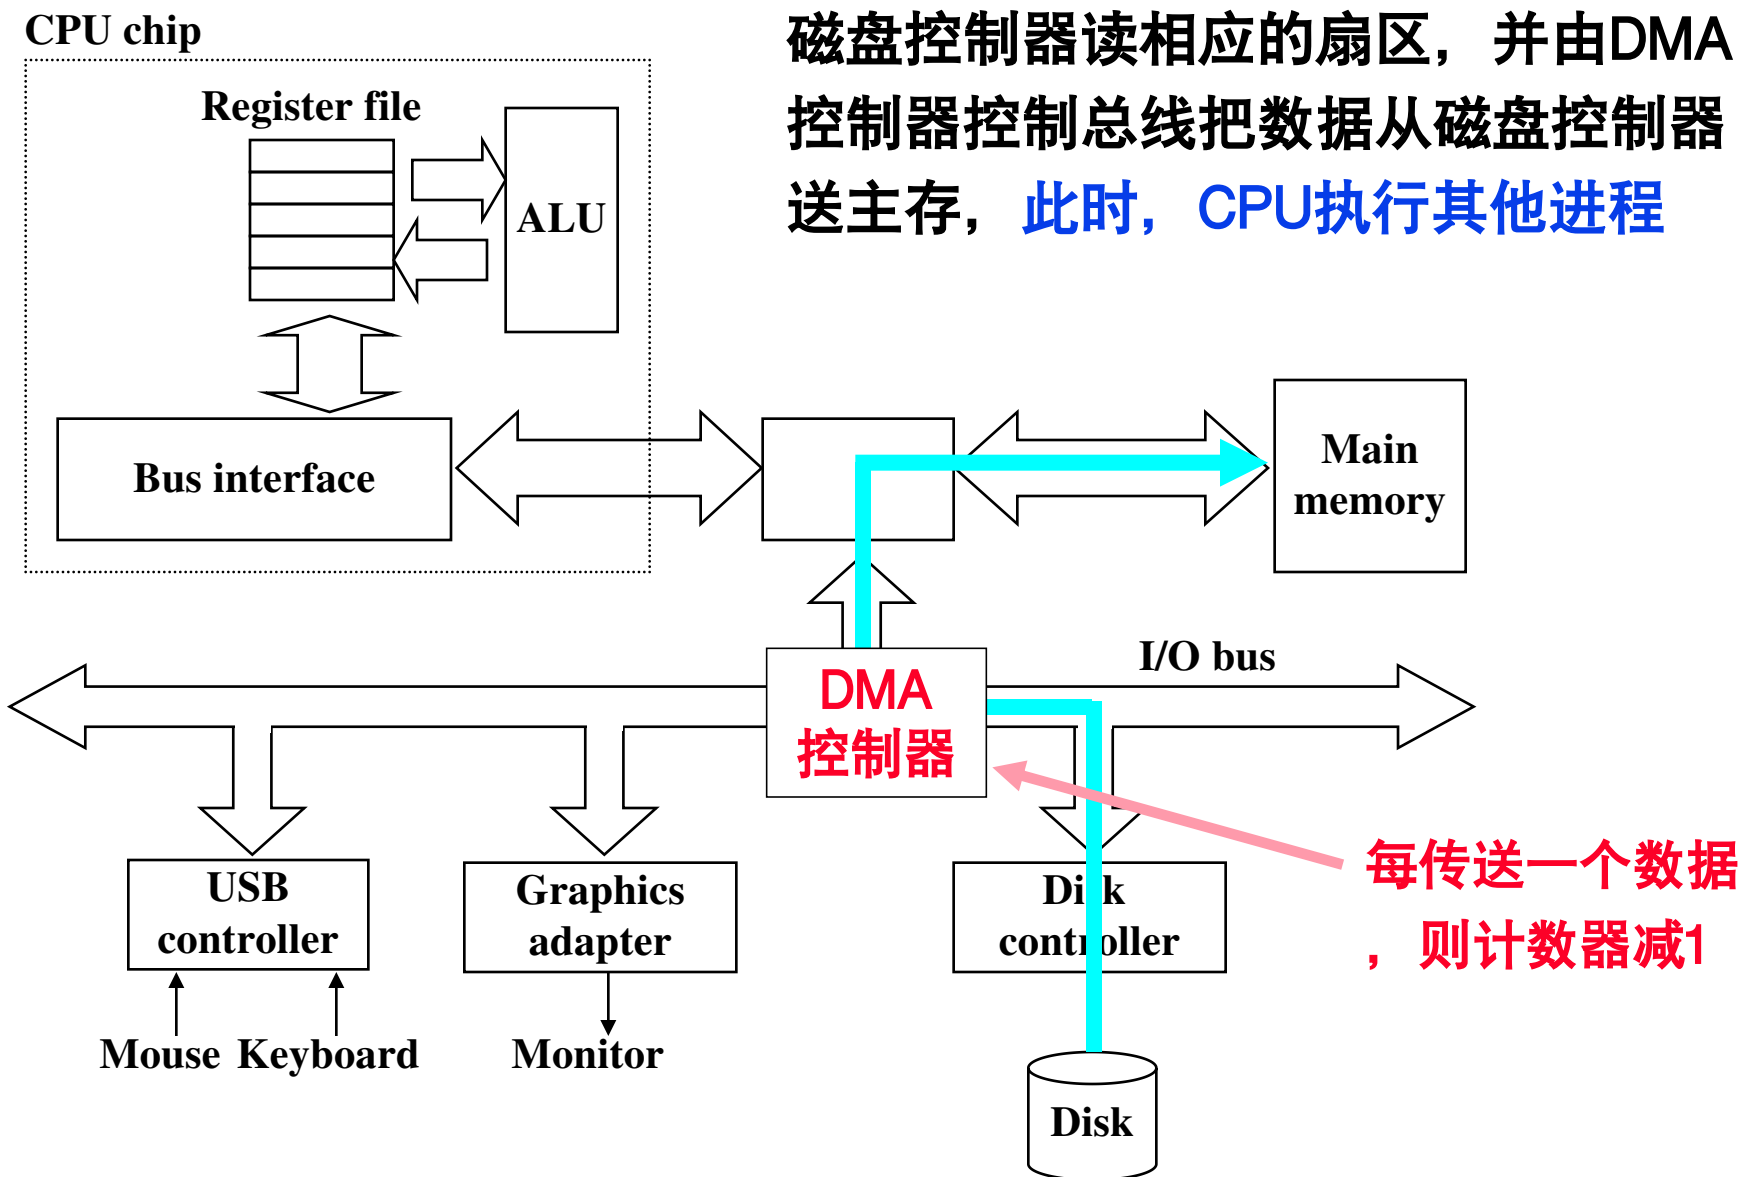 CPU chip
磁盘控制器读相应的扇区，并由DMA
控制器控制总线把数据从磁盘控制器
送主存，此时，CPU执行其他进程
Register file
ALU
Bus interface
Main
memory
I/O bus
DMA
控制器
每传送一个数据
，则计数器减1
USB
controller
Graphics
adapter
Disk
controller
Mouse
Keyboard
Monitor
Disk